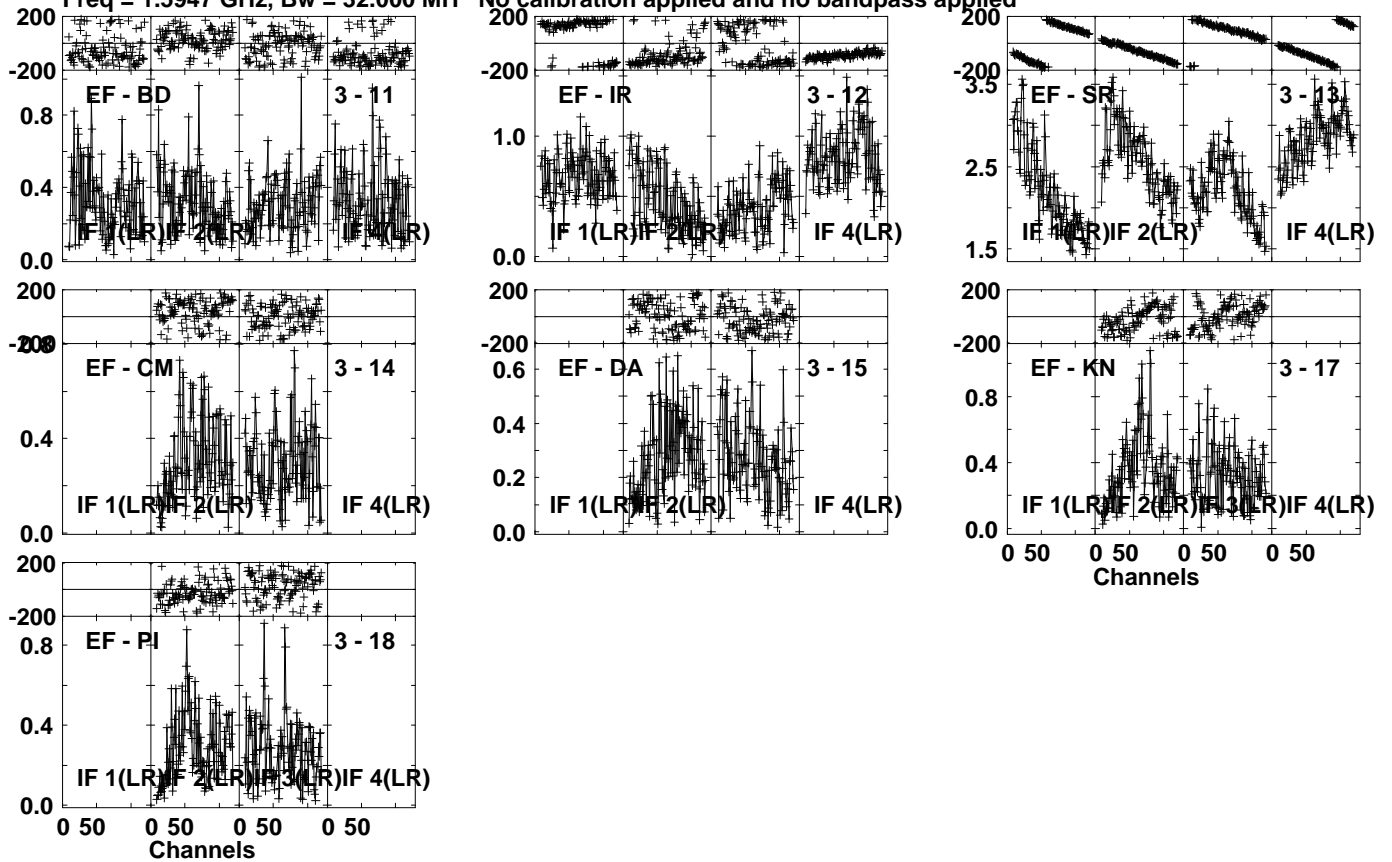 Freq = 1.5947 GHz, Bw = 32.000 MH No calibration applied and no bandpass applied
200
-200
EF - BD 3 - 11
0.8
0.4
0.0
IF 1(LR) IF 2(LR) IF 4(LR)
200
-200
EF - IR 3 - 12
1.0
0.0
IF 1(LR) IF 2(LR) IF 4(LR)
200
-200
3.5
EF - SR 3 - 13
2.5
1.5
IF 1(LR) IF 2(LR) IF 4(LR)
200
-200
0.8
EF - CM 3 - 14
0.4
0.0
IF 1(LR) IF 2(LR) IF 4(LR)
200
-200
0.6
EF - DA 3 - 15
0.4
0.2
0.0
IF 1(LR) IF 2(LR) IF 4(LR)
200
-200
EF - KN 3 - 17
0.8
0.4
0.0
IF 1(LR) IF 2(LR) IF 3(LR) IF 4(LR)
0 50 0 50 0 50 0 50
Channels
200
-200
EF - PI 3 - 18
0.8
0.4
0.0
IF 1(LR) IF 2(LR) IF 3(LR) IF 4(LR)
0 50 0 50 0 50 0 50
Channels